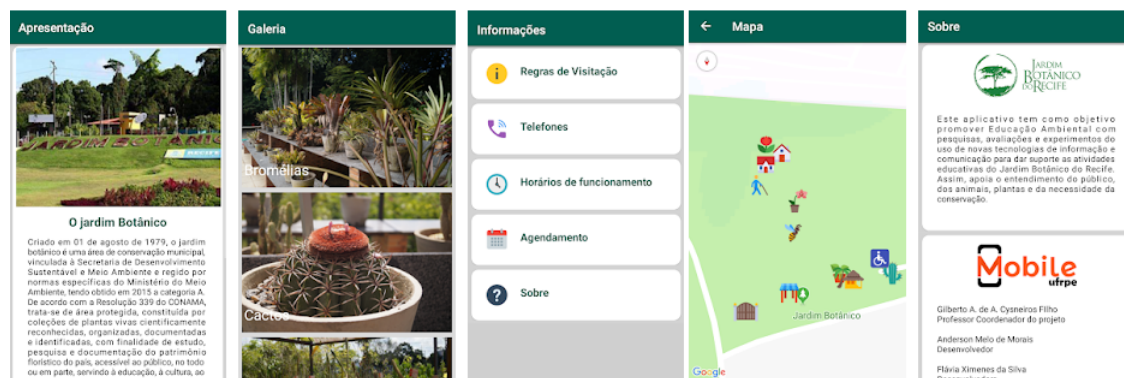 Apresentação
JARDIM BOTÂNICO
RECIFE
O jardim Botânico
Criado em 01 de agosto de 1979, o jardim
botânico é uma área de conservação municipal,
vinculada à Secretaria de Desenvolvimento
Sustentável e Meio Ambiente e regido por
normas específicas do Ministério do Meio
Ambiente, tendo obtido em 2015 a categoria A.
De acordo com a Resolução 339 do CONAMA,
trata-se de área protegida, constituída por
coleções de plantas vivas cientificamente
reconhecidas, organizadas, documentadas
e identificadas, com finalidade de estudo,
pesquisa e documentação do patrimônio
florístico do país, acessível ao público, no todo
ou em parte, servindo à educação, à cultura, ao
Galeria
Bromélias
Cactos
Informações
Regras de Visitação
Telefones
Horários de funcionamento
Agendamento
Sobre
Mapa
Jardim Botânico
Google
Sobre
JARDIM
BOTÂNICO
DO RECIFE
Este aplicativo tem como objetivo
promover Educação Ambiental com
pesquisas, avaliações e experimentos do
uso de novas tecnologias de informação e
comunicação para dar suporte as atividades
educativas do Jardim Botânico do Recife.
Assim, apoia o entendimento do público,
dos animais, plantas e da necessidade da
conservação.
Mobile
ufrpe
Gilberto A. de A. Cysneiros FIlho
Professor Coordenador do projeto
Anderson Melo de Morais
Desenvolvedor
Flávia Ximenes da Silva